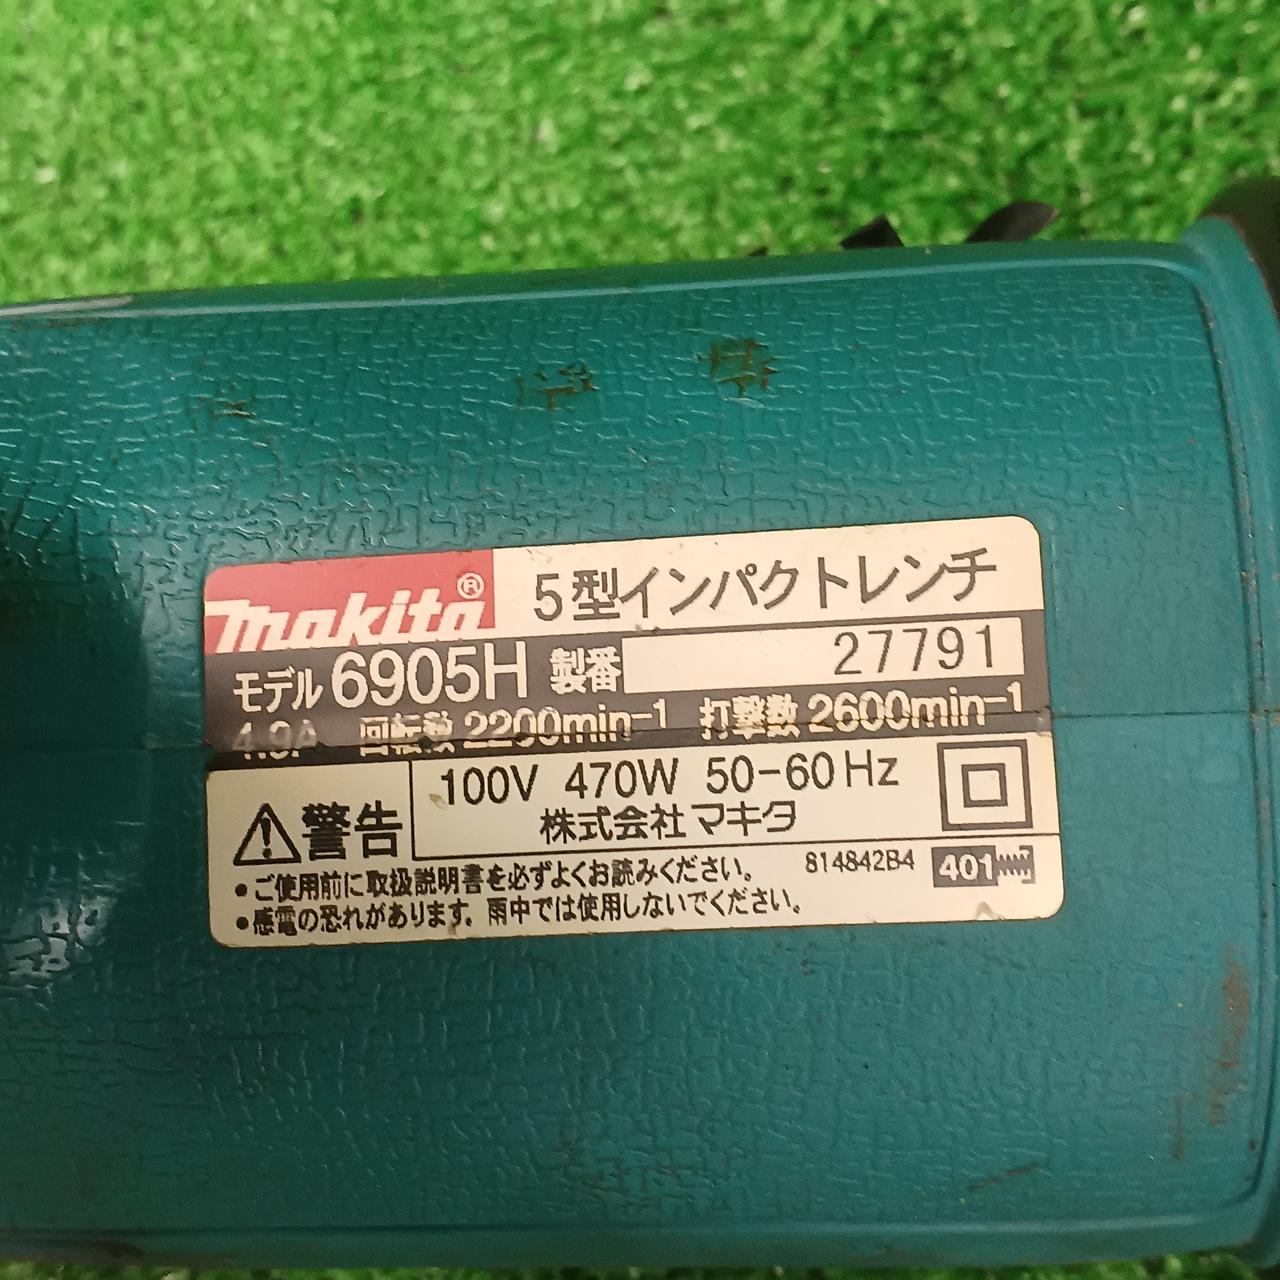 makita®
5型インパクトレンチ
モデル 6905H 製番 27791
4.9A 回転数 2200min-1 打撃数 2600min-1
100V 470W 50-60Hz
株式会社マキタ
警告
・ご使用前に取扱説明書を必ずよくお読みください。
・感電の恐れがあります。雨中では使用しないでください。
814842B4 401